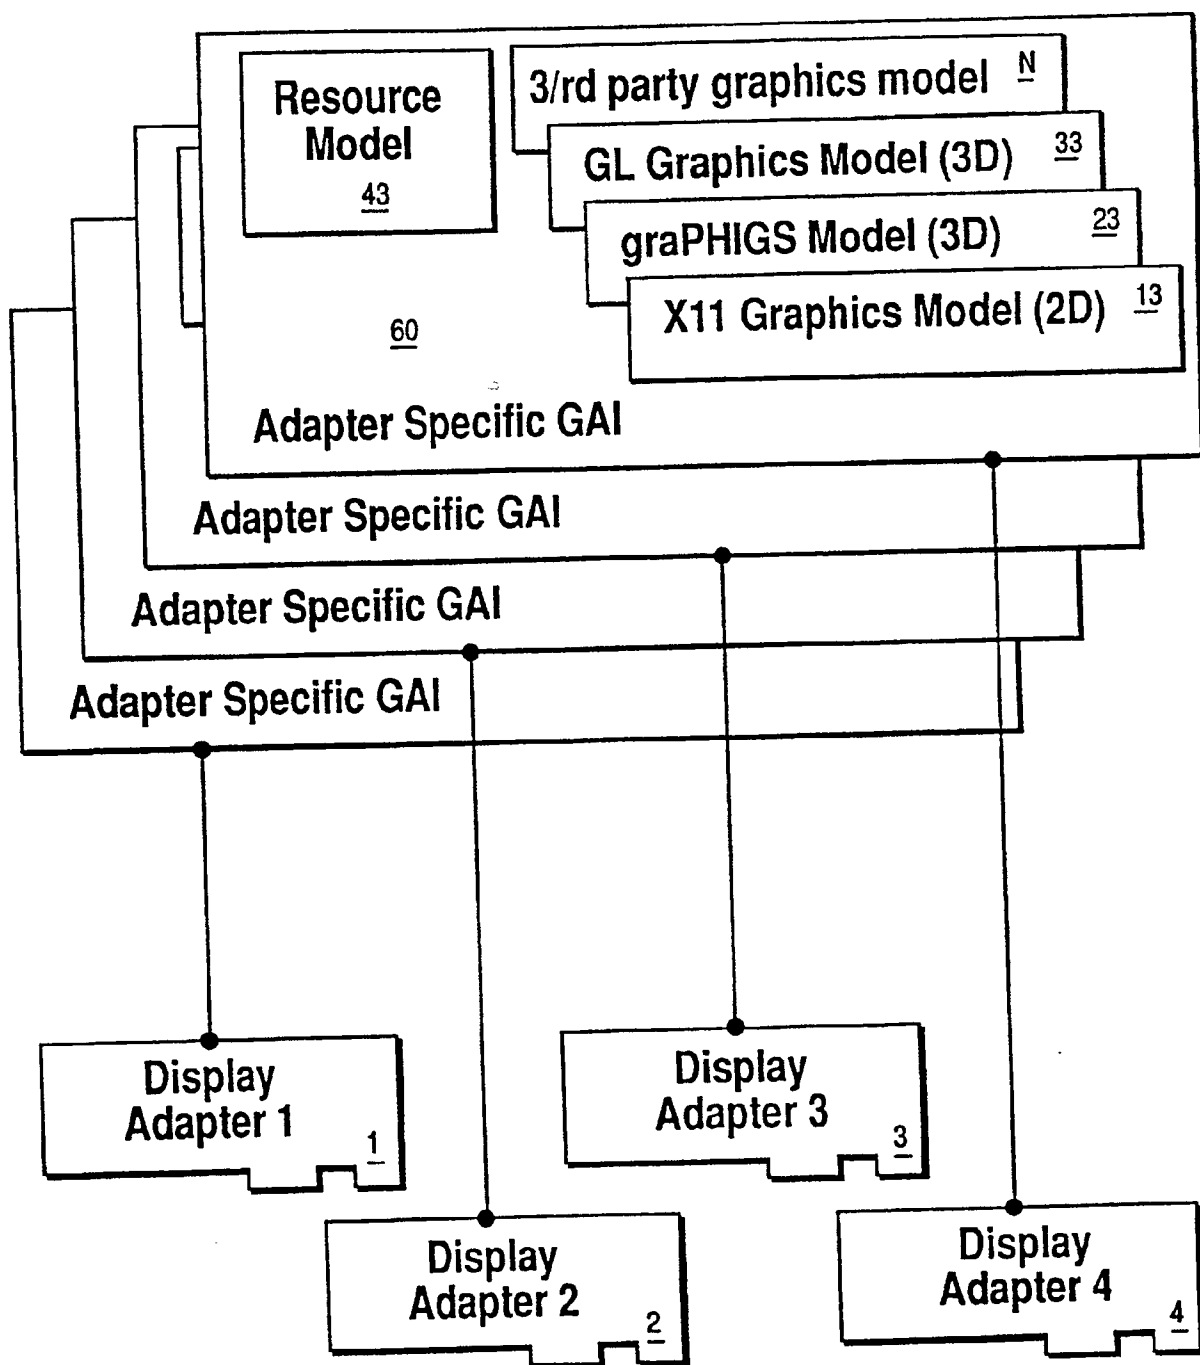 Resource
Model
43
3/rd party graphics model N
GL Graphics Model (3D) 33
graPHIGS Model (3D) 23
X11 Graphics Model (2D) 13
60
Adapter Specific GAI
Adapter Specific GAI
Adapter Specific GAI
Adapter Specific GAI
Display
Adapter 1
1
Display
Adapter 3
3
Display
Adapter 2
2
Display
Adapter 4
4